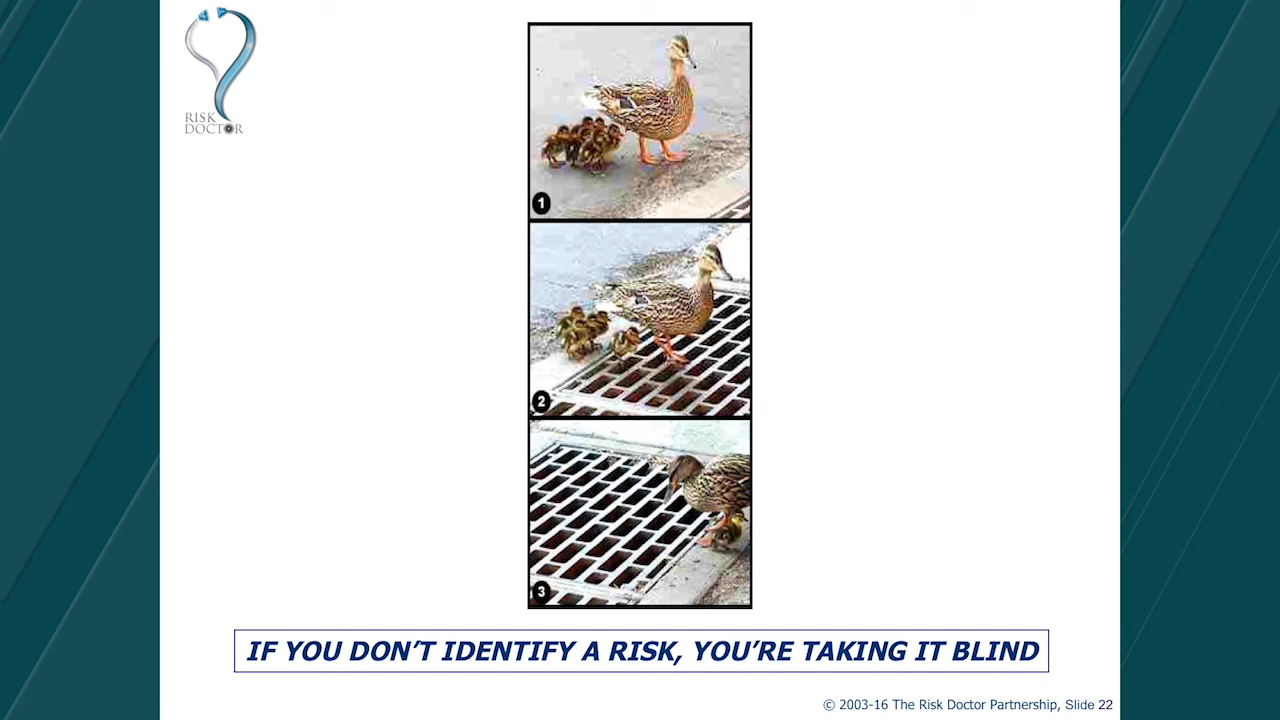 RISK
DOCTOR
1
2
3
IF YOU DON’T IDENTIFY A RISK, YOU’RE TAKING IT BLIND
© 2003-16 The Risk Doctor Partnership, Slide 22